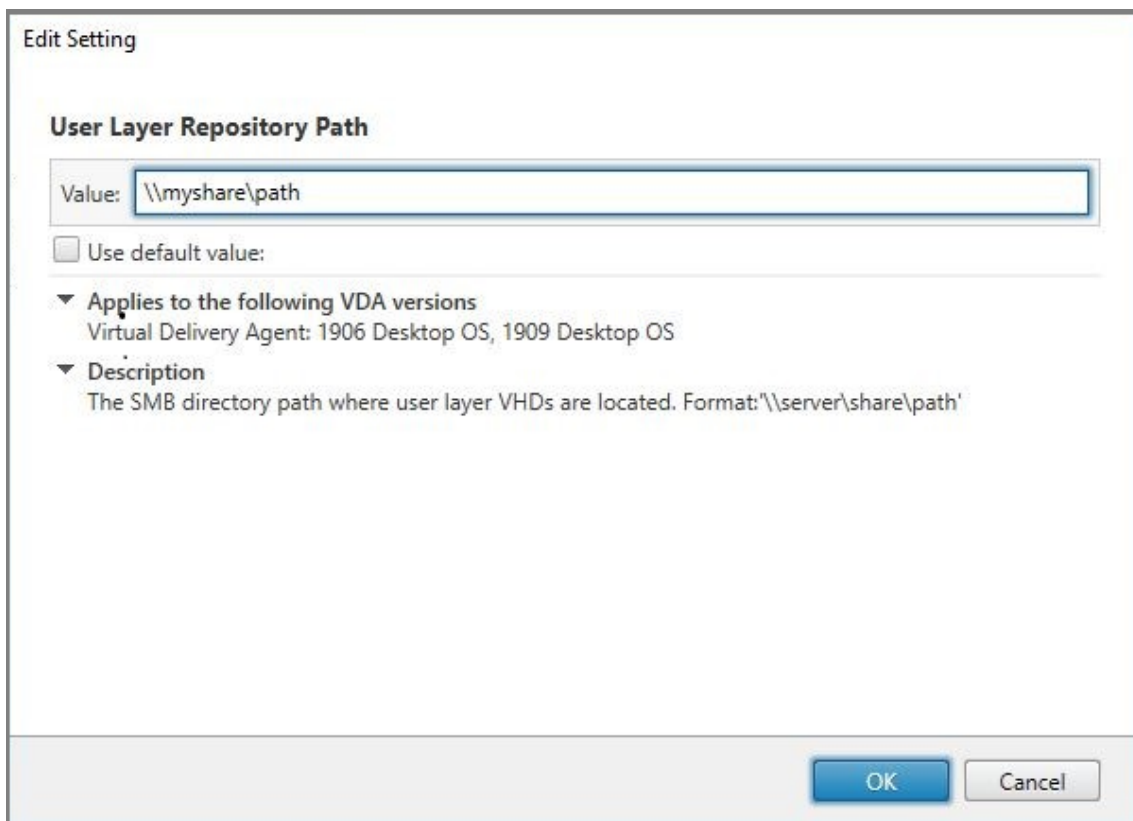 Edit Setting
User Layer Repository Path
Value: \\myshare\path
Use default value:
Applies to the following VDA versions
Virtual Delivery Agent: 1906 Desktop OS, 1909 Desktop OS
Description
The SMB directory path where user layer VHDs are located. Format:'\\server\share\path'
OK Cancel